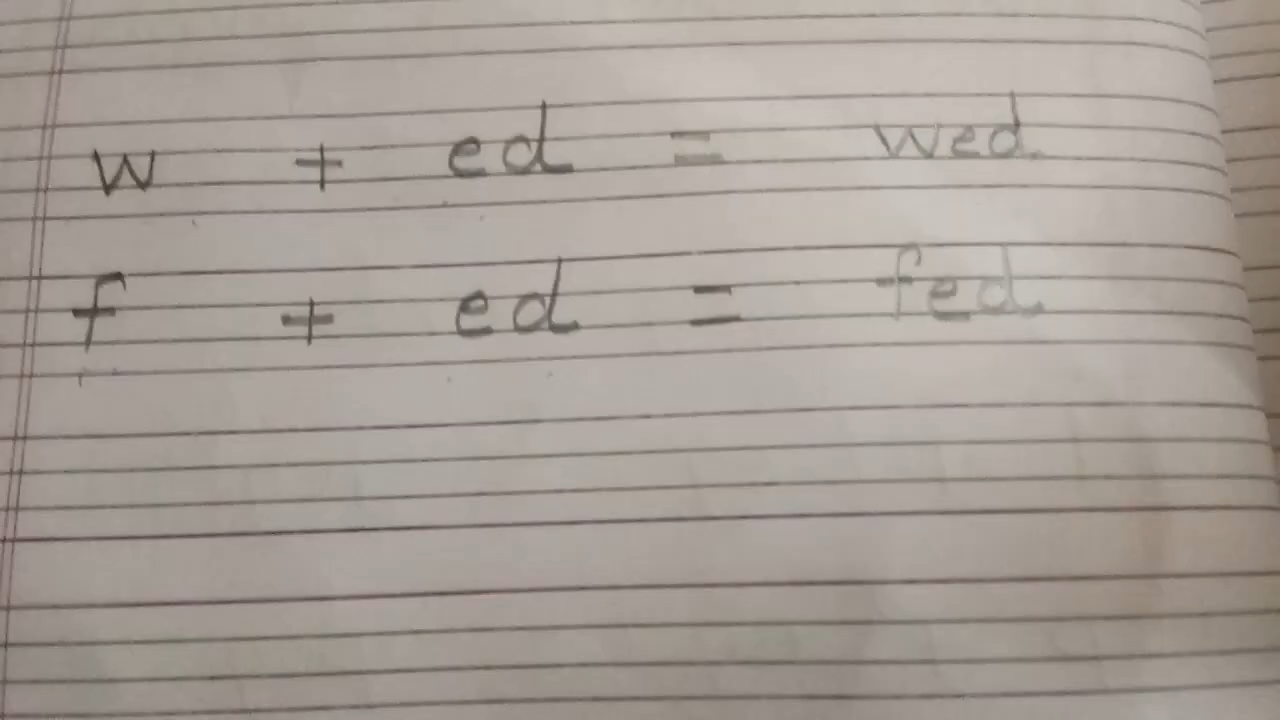 w + ed = wed
f + ed = fed